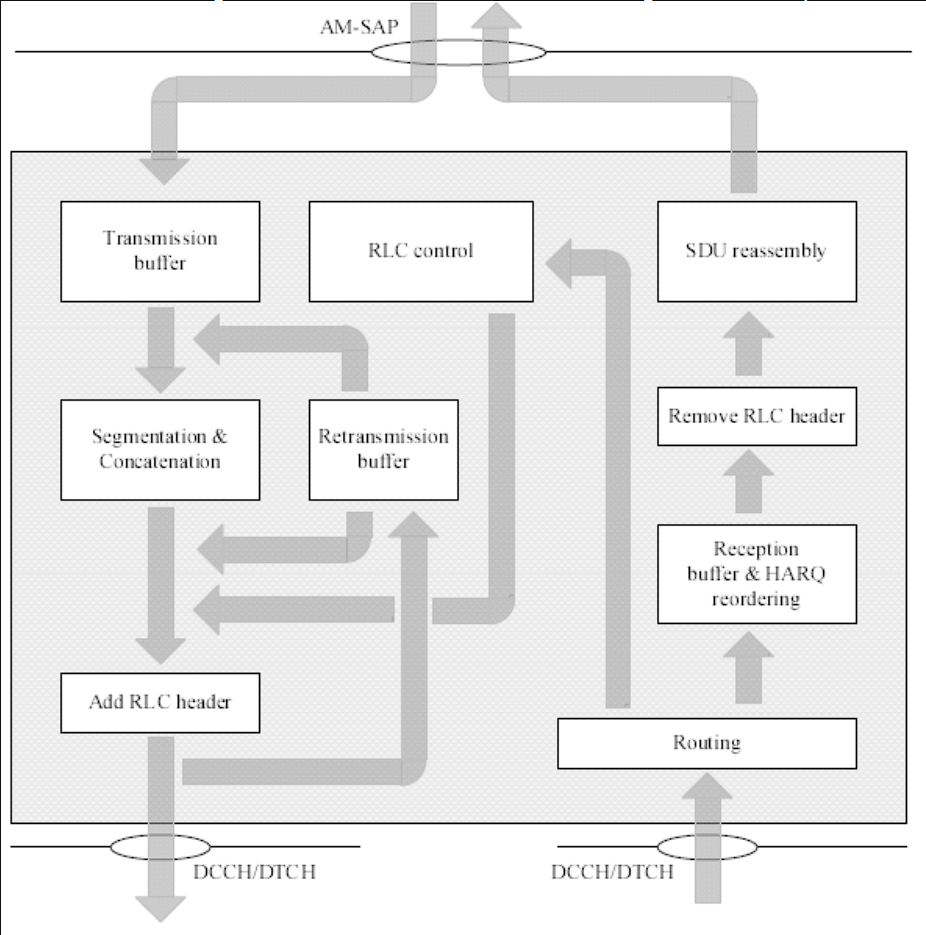 AM-SAP
Transmission
buffer
RLC control
SDU reassembly
Segmentation &
Concatenation
Retransmission
buffer
Remove RLC header
Reception
buffer & HARQ
reordering
Add RLC header
Routing
DCCH/DTCH
DCCH/DTCH